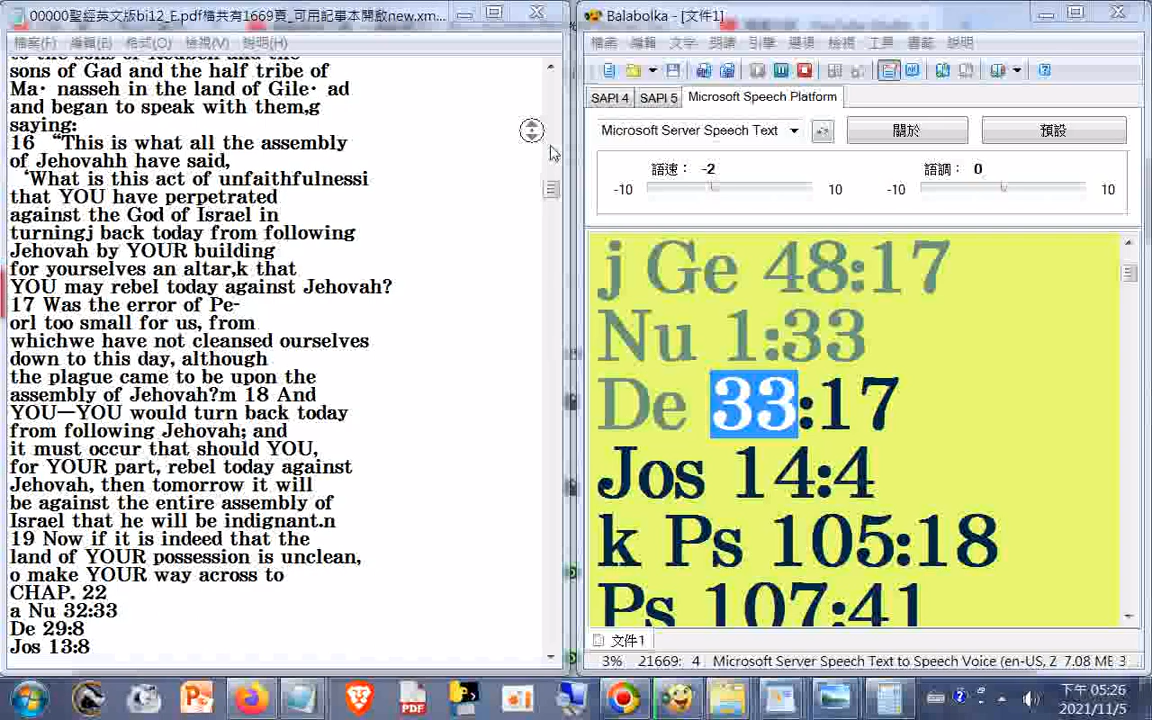 00000聖經英文版bi12_E.pdf檔共有1669頁_可用記事本開啟new.xm...
檔案(F) 編輯(E) 格式(O) 檢視(V) 說明(H)
sons of Gad and the half tribe of
Ma· nasseh in the land of Gile· ad
and began to speak with them,g
saying:
16 “This is what all the assembly
of Jehovahh have said,
‘What is this act of unfaithfulnessi
that YOU have perpetrated
against the God of Israel in
turningj back today from following
Jehovah by YOUR building
for yourselves an altar,k that
YOU may rebel today against Jehovah?
17 Was the error of Pe-
orl too small for us, from
whichwe have not cleansed ourselves
down to this day, although
the plague came to be upon the
assembly of Jehovah?m 18 And
YOU—YOU would turn back today
from following Jehovah; and
it must occur that should YOU,
for YOUR part, rebel today against
Jehovah, then tomorrow it will
be against the entire assembly of
Israel that he will be indignant.n
19 Now if it is indeed that the
land of YOUR possession is unclean,
o make YOUR way across to
CHAP. 22
a Nu 32:33
De 29:8
Jos 13:8
Balabolka - [文件1]
檔案 編輯 文字 朗讀 引擎 選項 檢視 工具 書籤 說明
SAPI 4 SAPI 5 Microsoft Speech Platform
Microsoft Server Speech Text 關於 預設
語速: -2 語調: 0
-10 10 -10 10
j Ge 48:17
Nu 1:33
De 33:17
Jos 14:4
k Ps 105:18
Ps 107:41
文件1
3% 21669: 4 Microsoft Server Speech Text to Speech Voice (en-US, Z 7.08 MB 3
PDF
下午 05:26
2021/11/5